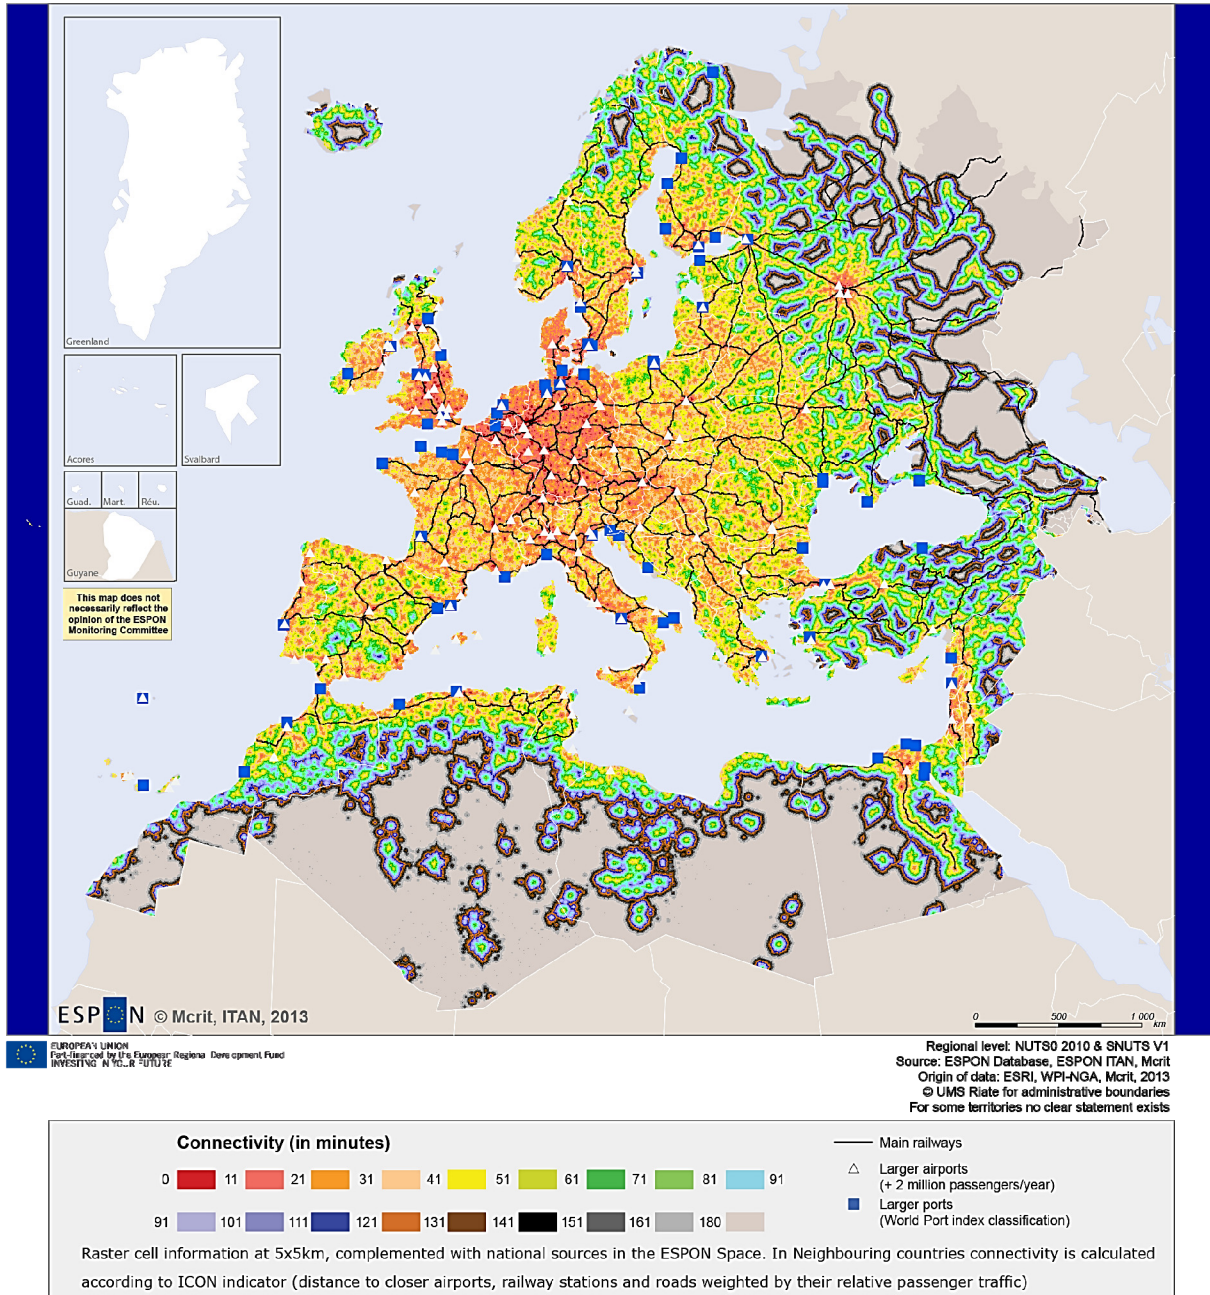 Greenland
Acores
Svalbard
Guad.
Mart.
Réu.
Guyane
This map does not
necessarily reflect the
opinion of the ESPON
Monitoring Committee
ESPON © Mcrit, ITAN, 2013
0 500 1 000
km
EUROPEAN UNION
Part-financed by the European Regional Development Fund
INVESTING IN YOUR FUTURE
Regional level: NUTS0 2010 & SNUTS V1
Source: ESPON Database, ESPON ITAN, Mcrit
Origin of data: ESRI, WPI-NGA, Mcrit, 2013
© UMS Riate for administrative boundaries
For some territories no clear statement exists
Connectivity (in minutes)
0 11 21 31 41 51 61 71 81 91
91 101 111 121 131 141 151 161 180
Main railways
Larger airports
(+ 2 million passengers/year)
Larger ports
(World Port index classification)
Raster cell information at 5x5km, complemented with national sources in the ESPON Space. In Neighbouring countries connectivity is calculated
according to ICON indicator (distance to closer airports, railway stations and roads weighted by their relative passenger traffic)